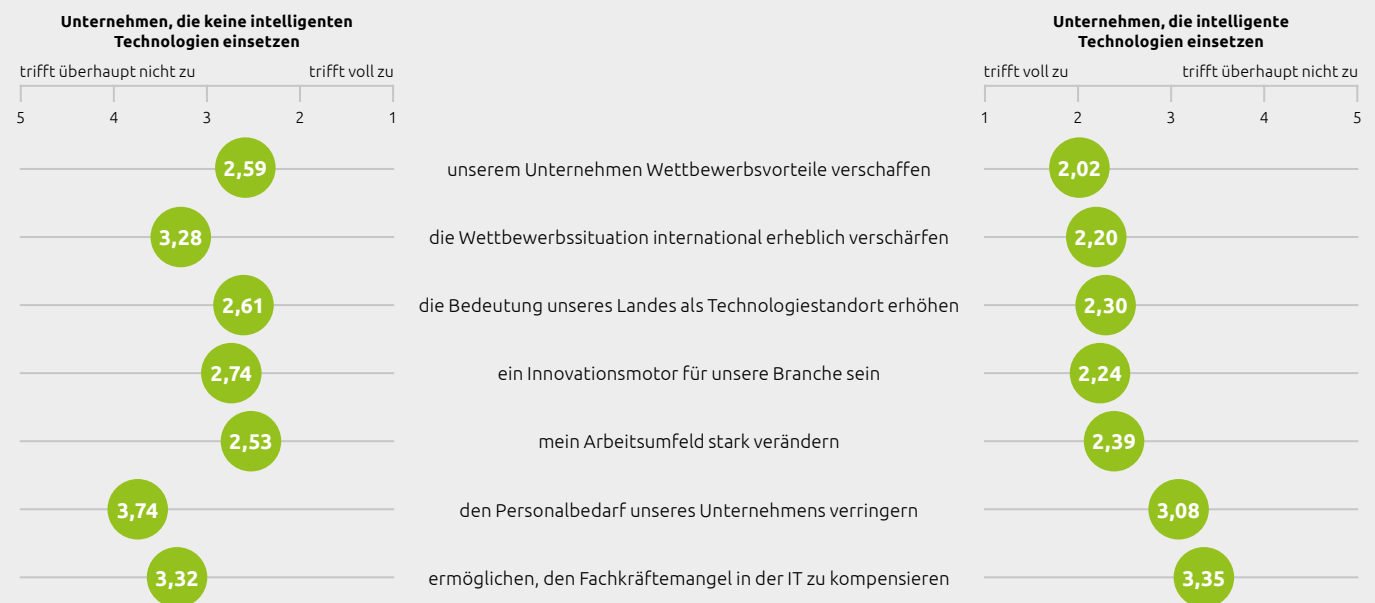 Unternehmen, die keine intelligenten
Technologien einsetzen
trifft überhaupt nicht zu trifft voll zu
5 4 3 2 1
Unternehmen, die intelligente
Technologien einsetzen
trifft voll zu trifft überhaupt nicht zu
1 2 3 4 5
2,59 unserem Unternehmen Wettbewerbsvorteile verschaffen 2,02
3,28 die Wettbewerbssituation international erheblich verschärfen 2,20
2,61 die Bedeutung unseres Landes als Technologiestandort erhöhen 2,30
2,74 ein Innovationsmotor für unsere Branche sein 2,24
2,53 mein Arbeitsumfeld stark verändern 2,39
3,74 den Personalbedarf unseres Unternehmens verringern 3,08
3,32 ermöglichen, den Fachkräftemangel in der IT zu kompensieren 3,35